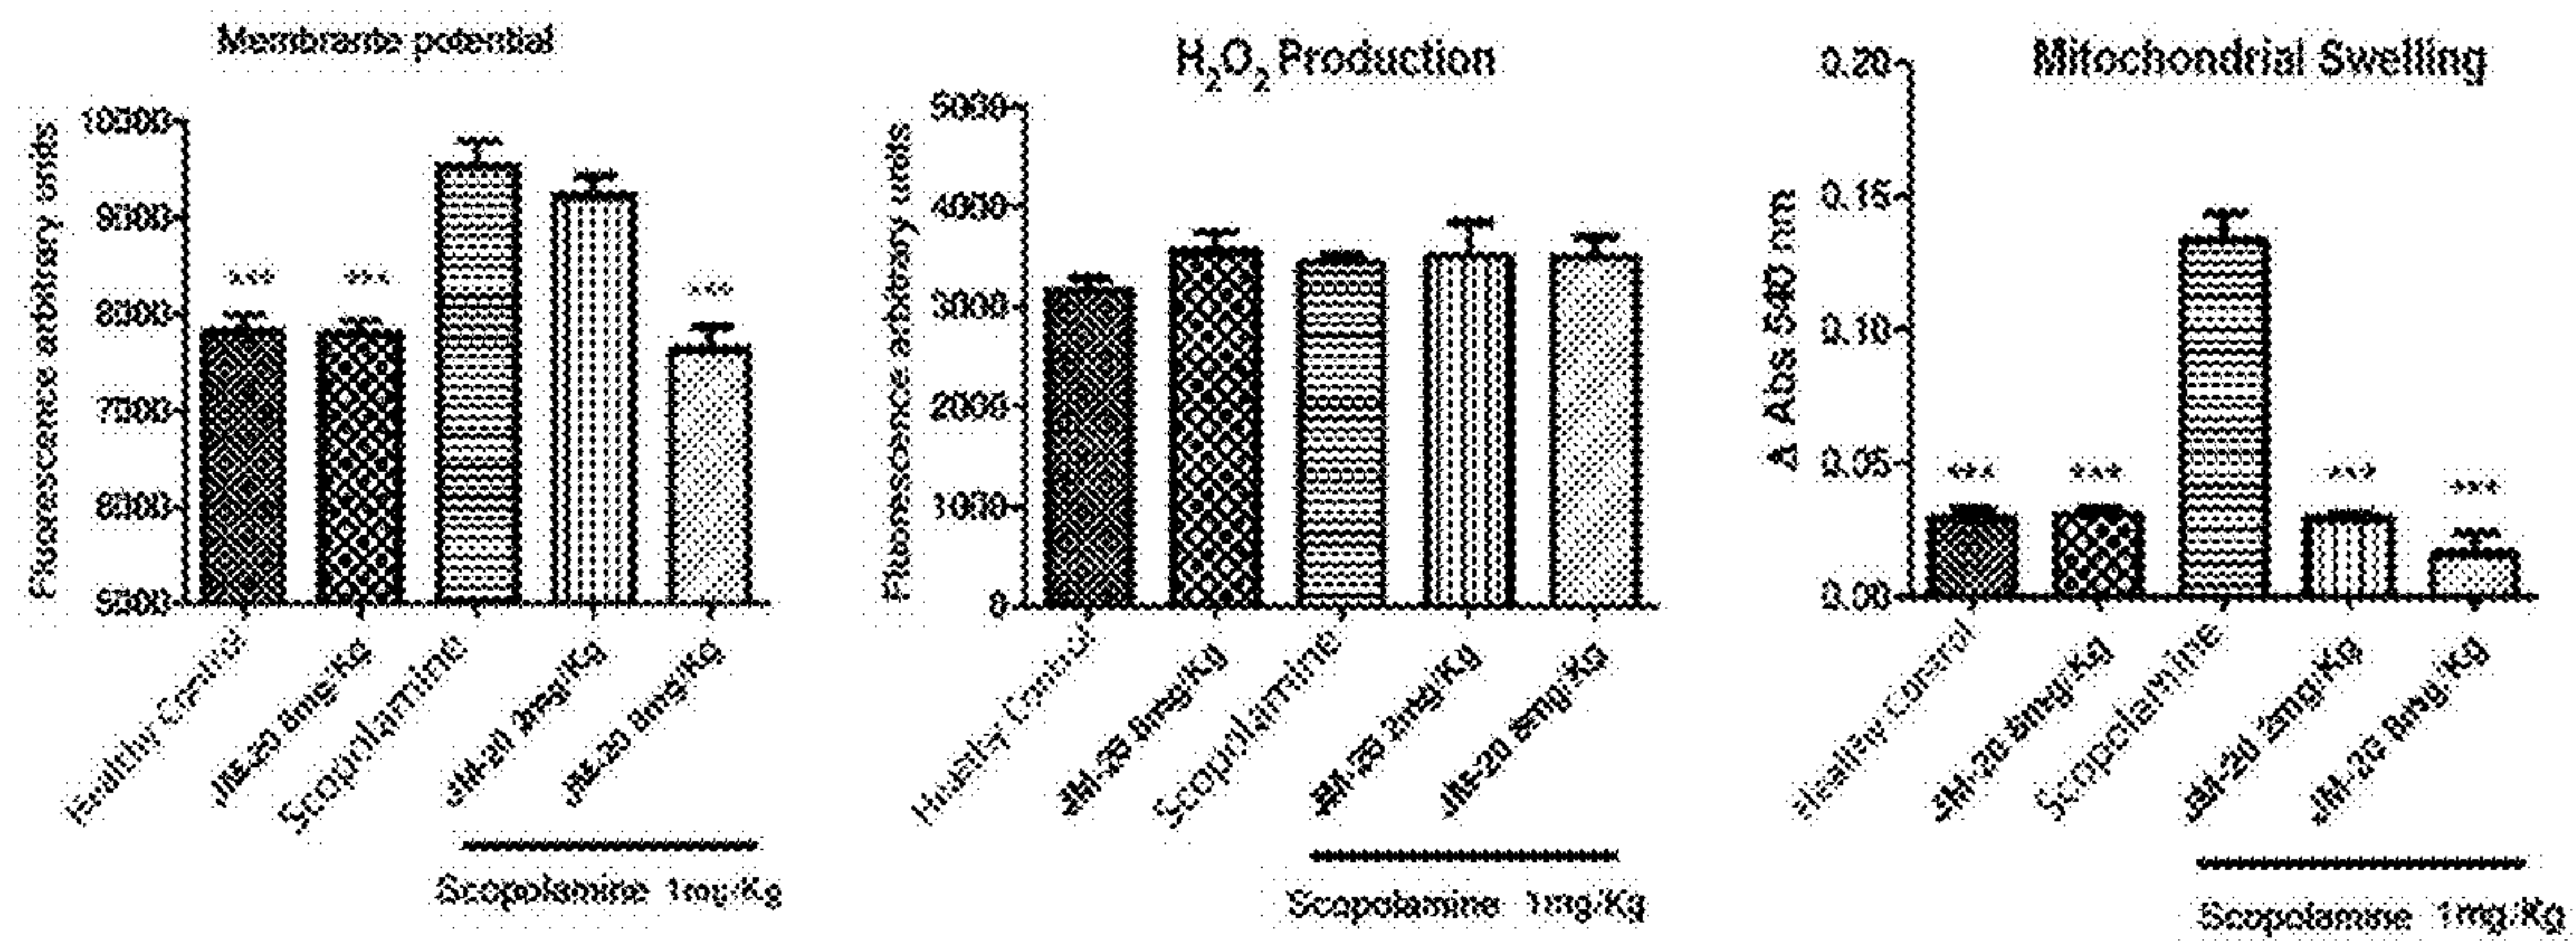 Membrante potential
Fluorescence arbitrary units
10000
9000
8000
7000
6000
***
***
***
Healthy Control
JM-20 8mg/Kg
Scopolamine
JM-20 2mg/Kg
JM-20 8mg/Kg
Scopolamine 1mg/Kg
H₂O₂ Production
Fluorescence arbitrary units
5000
4000
3000
2000
1000
0
Healthy Control
JM-20 8mg/Kg
Scopolamine
JM-20 2mg/Kg
JM-20 8mg/Kg
Scopolamine 1mg/Kg
Mitochondrial Swelling
Δ Abs 540 nm
0.20
0.15
0.10
0.05
0.00
***
***
***
***
Healthy Control
JM-20 8mg/Kg
Scopolamine
JM-20 2mg/Kg
JM-20 8mg/Kg
Scopolamine 1mg/Kg